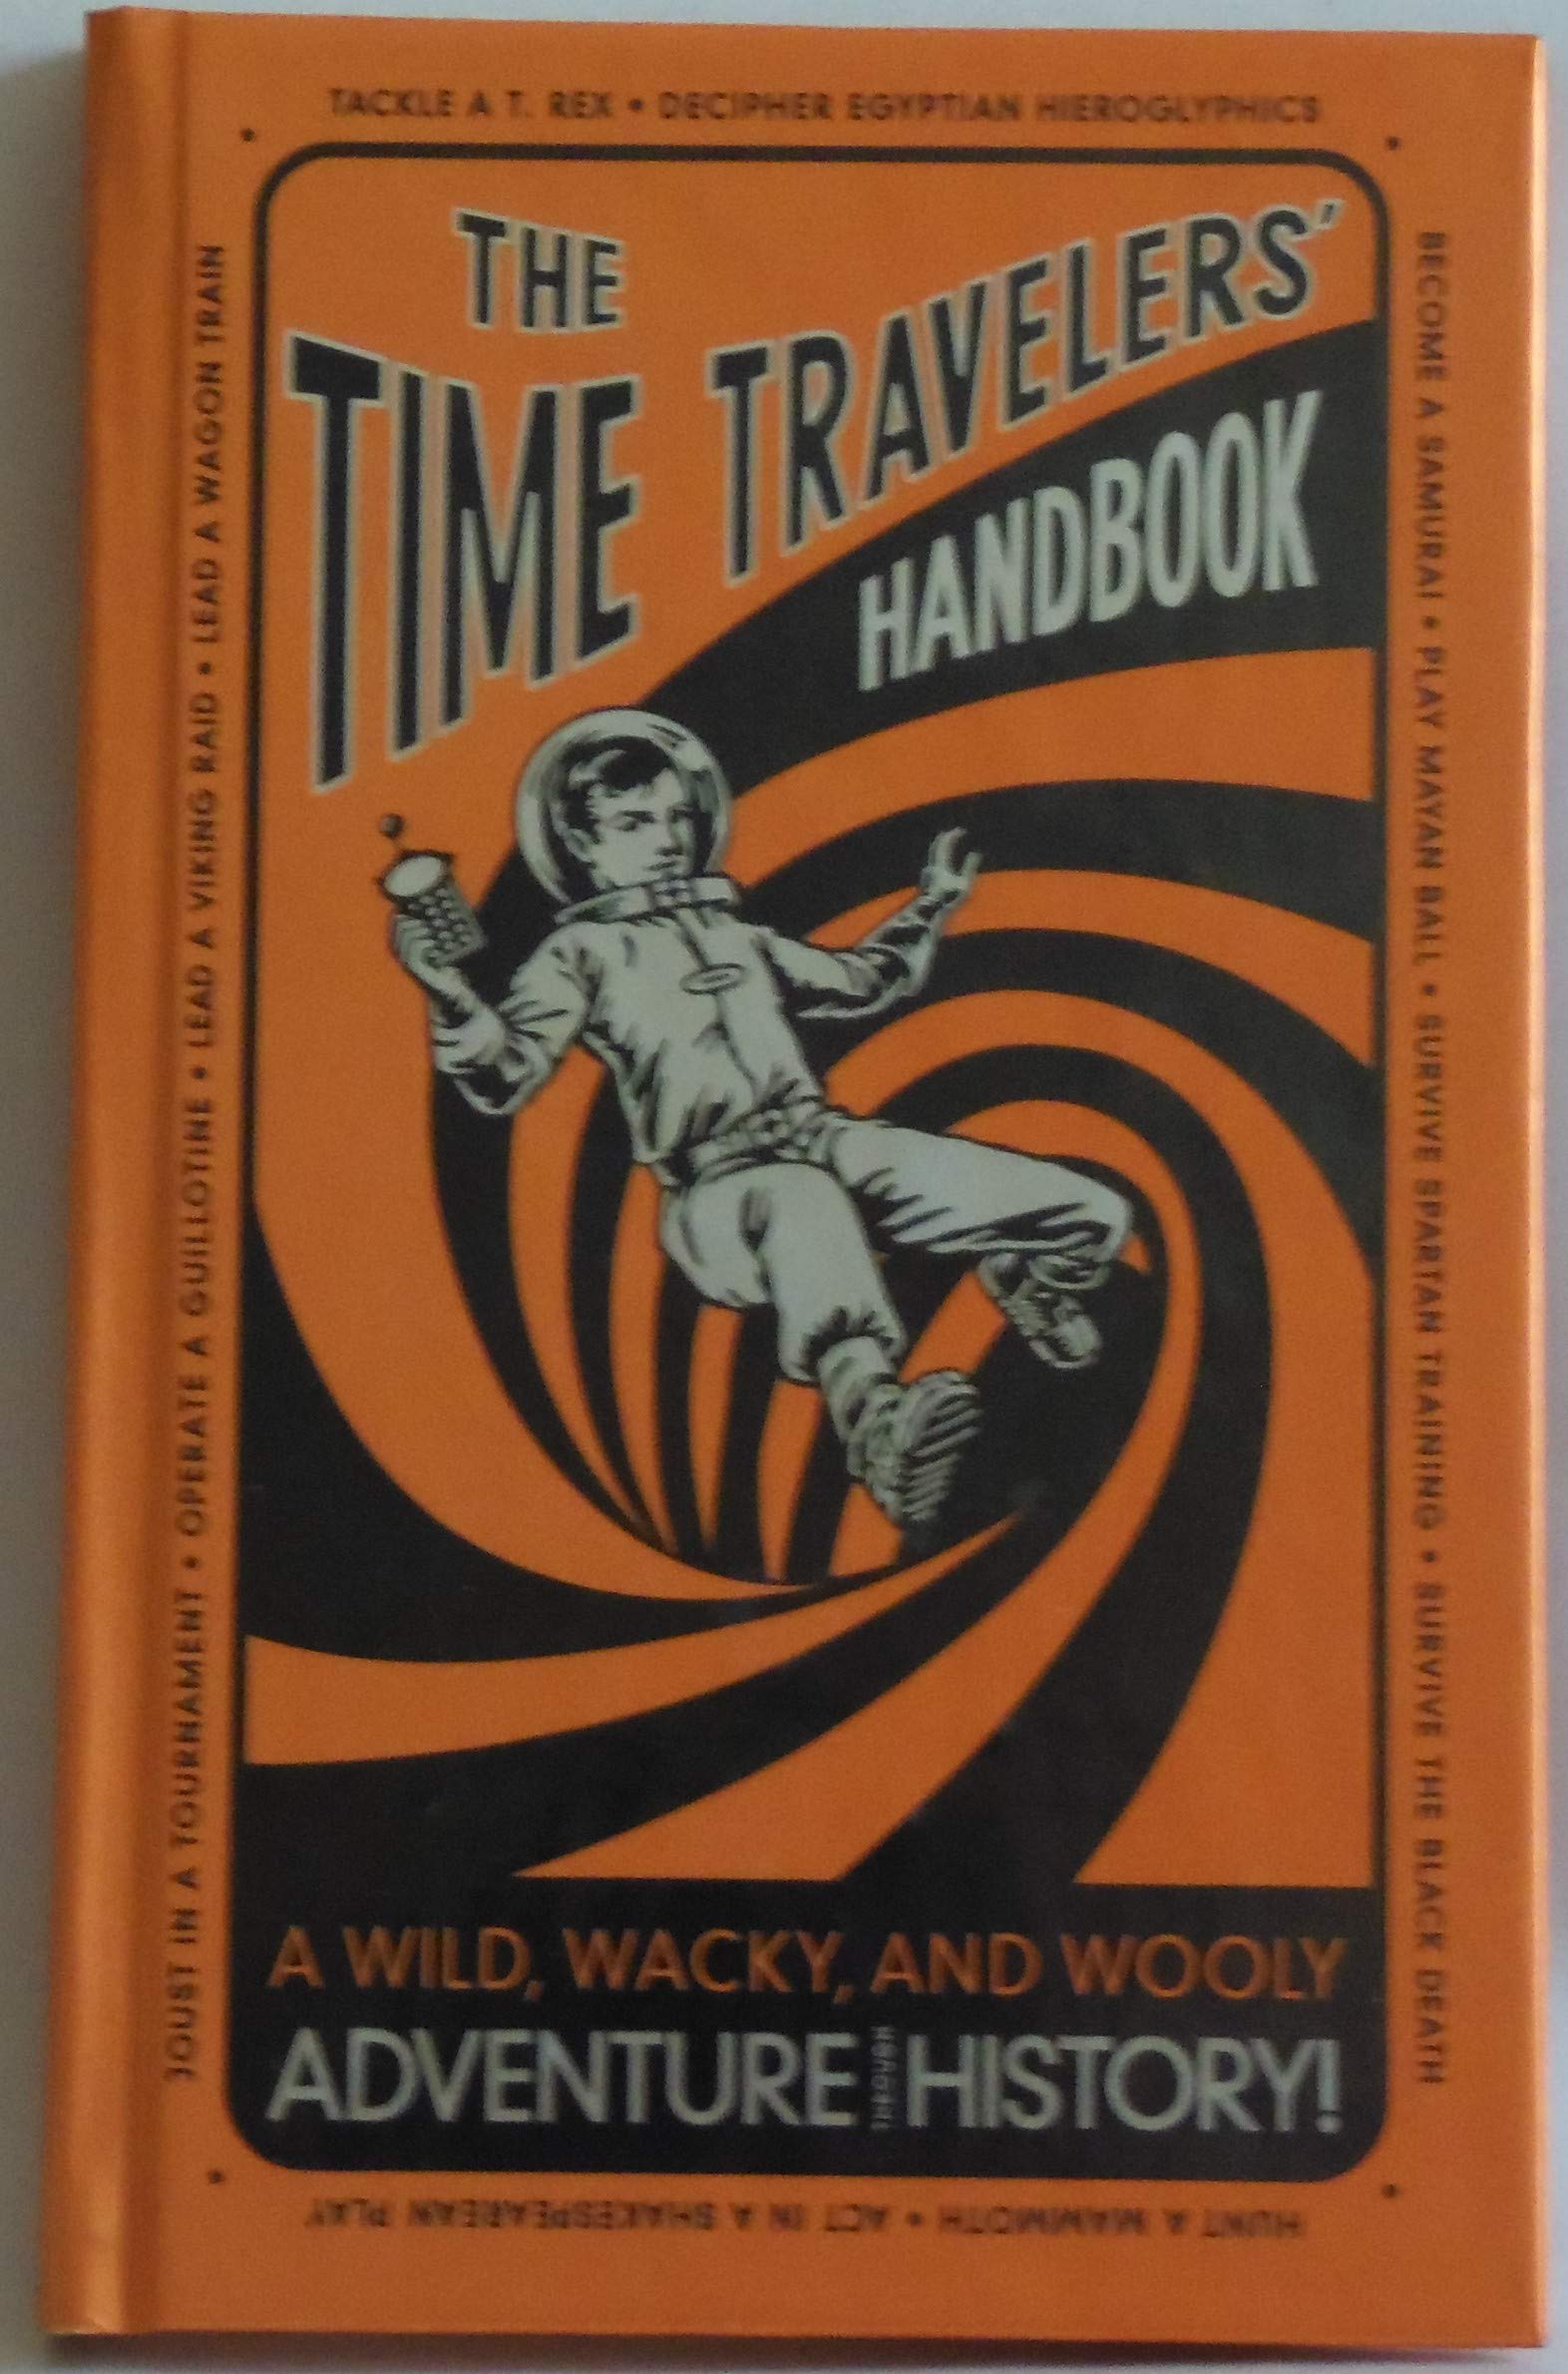 TACKLE A T. REX • DECIPHER EGYPTIAN HIEROGLYPHICS
THE
TIME TRAVELERS'
HANDBOOK
BECOME A SAMURAI • PLAY MAYAN BALL • SURVIVE SPARTAN TRAINING • SURVIVE THE BLACK DEATH
A WILD, WACKY, AND WOOLY
ADVENTURE THROUGH HISTORY!
HUNT A MAMMOTH • ACT IN A SHAKESPEAREAN PLAY
JOUST IN A TOURNAMENT • OPERATE A GUILLOTINE • LEAD A VIKING RAID • LEAD A WAGON TRAIN